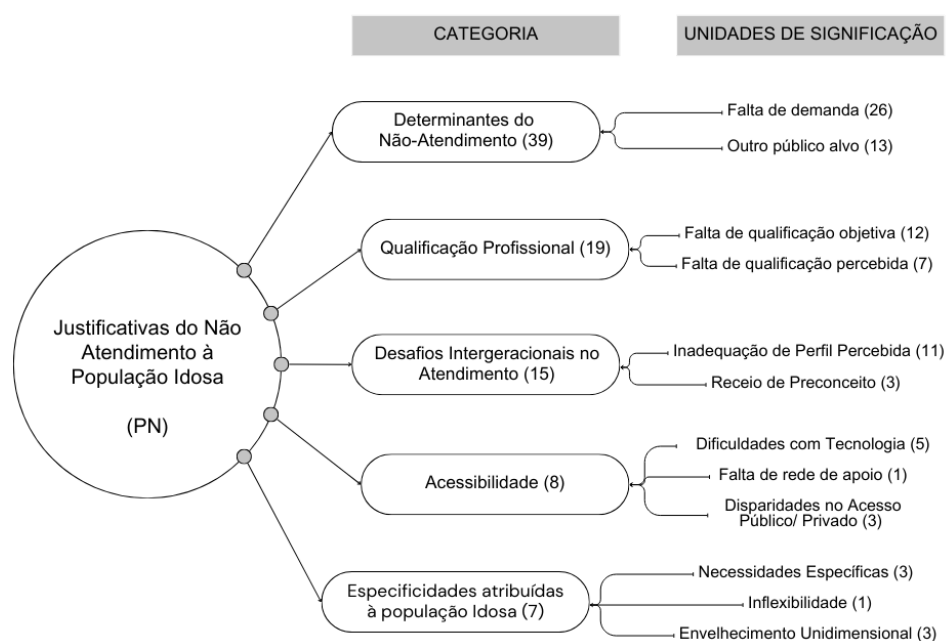 CATEGORIA
UNIDADES DE SIGNIFICAÇÃO
Justificativas do Não
Atendimento à
População Idosa
(PN)
Determinantes do
Não-Atendimento (39)
Falta de demanda (26)
Outro público alvo (13)
Qualificação Profissional (19)
Falta de qualificação objetiva (12)
Falta de qualificação percebida (7)
Desafios Intergeracionais no
Atendimento (15)
Inadequação de Perfil Percebida (11)
Receio de Preconceito (3)
Acessibilidade (8)
Dificuldades com Tecnologia (5)
Falta de rede de apoio (1)
Disparidades no Acesso
Público/ Privado (3)
Especificidades atribuídas
à população Idosa (7)
Necessidades Específicas (3)
Inflexibilidade (1)
Envelhecimento Unidimensional (3)